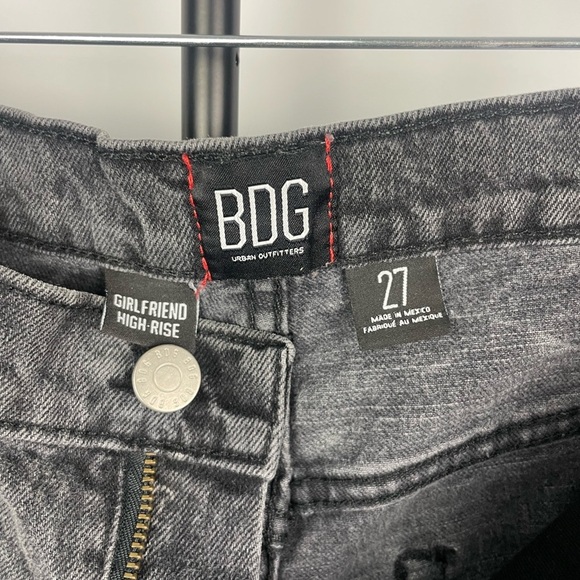 BDG
URBAN OUTFITTERS
GIRLFRIEND
HIGH-RISE
27
MADE IN MEXICO
FABRIQUÉ AU MEXIQUE